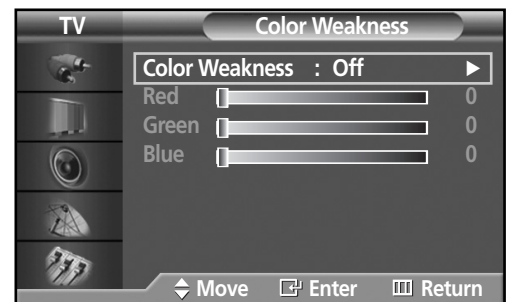 TV Color Weakness
Color Weakness : Off
Red 0
Green 0
Blue 0
Move Enter Return